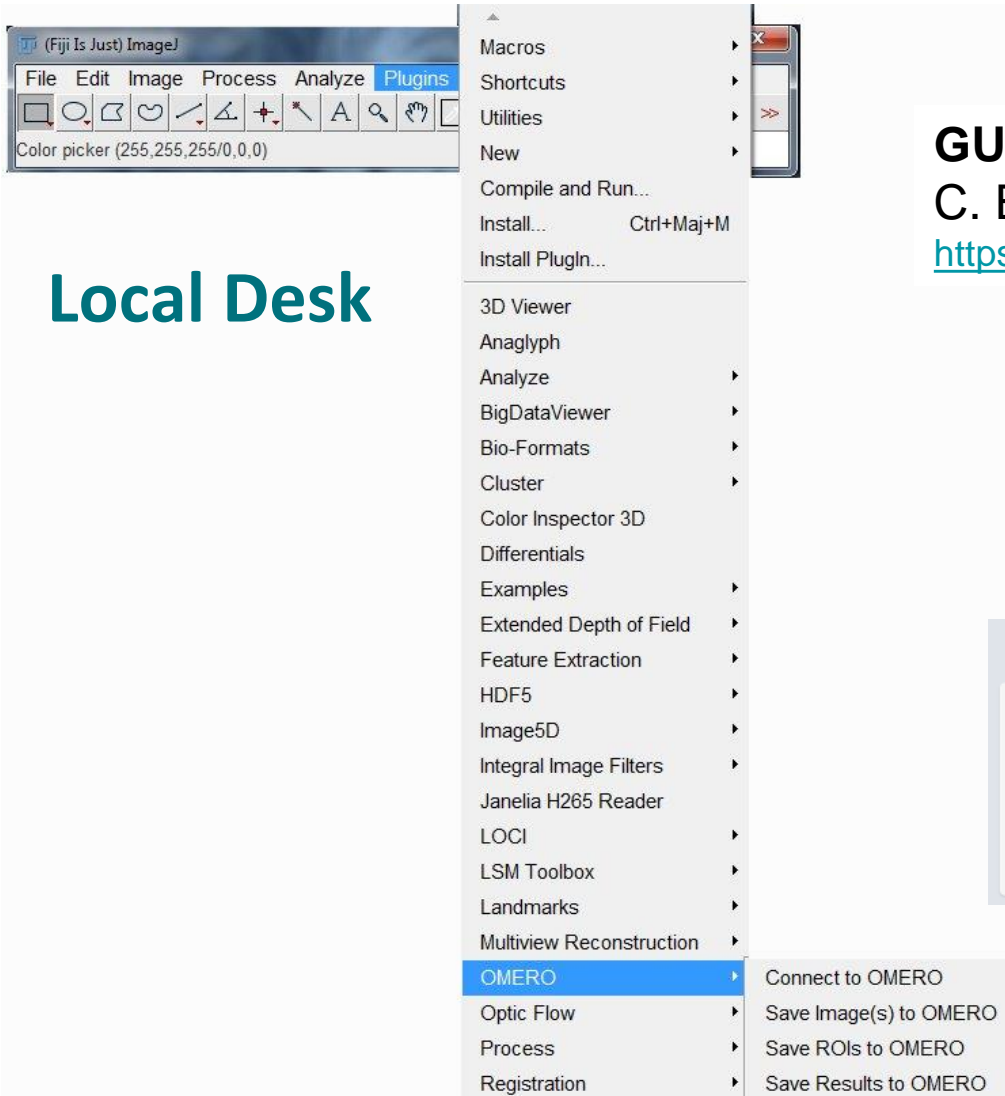 (Fiji Is Just) ImageJ
File Edit Image Process Analyze Plugins
A
>>
Color picker (255,255,255/0,0,0)
Macros
Shortcuts
Utilities
New
Compile and Run...
Install... Ctrl+Maj+M
Install PlugIn...
3D Viewer
Anaglyph
Analyze
BigDataViewer
Bio-Formats
Cluster
Color Inspector 3D
Differentials
Examples
Extended Depth of Field
Feature Extraction
HDF5
Image5D
Integral Image Filters
Janelia H265 Reader
LOCI
LSM Toolbox
Landmarks
Multiview Reconstruction
OMERO
Optic Flow
Process
Registration
Connect to OMERO
Save Image(s) to OMERO
Save ROIs to OMERO
Save Results to OMERO
Local Desk
GU
C.
https